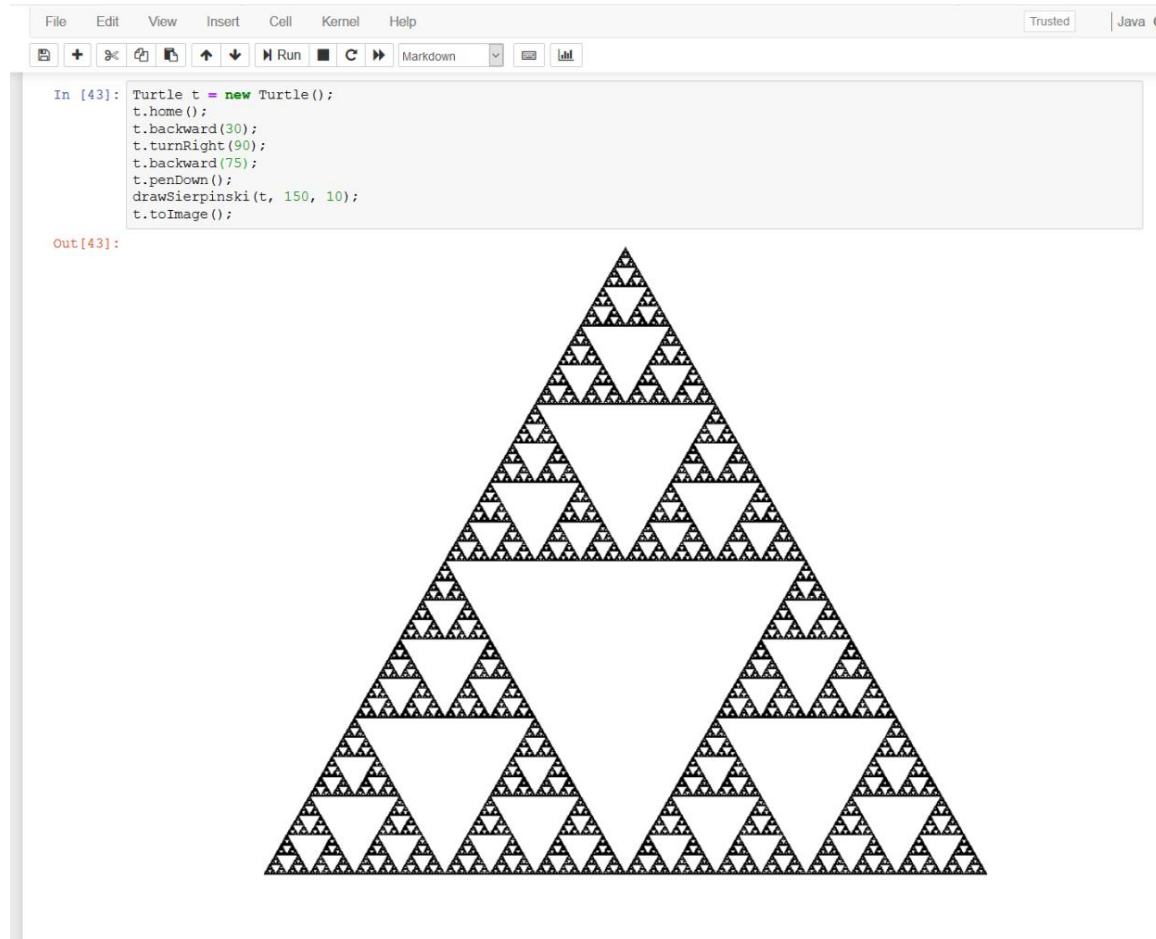 File Edit View Insert Cell Kernel Help Trusted Java
Run Markdown
In [43]: Turtle t = new Turtle();
t.home();
t.backward(30);
t.turnRight(90);
t.backward(75);
t.penDown();
drawSierpinski(t, 150, 10);
t.toImage();
Out[43]: